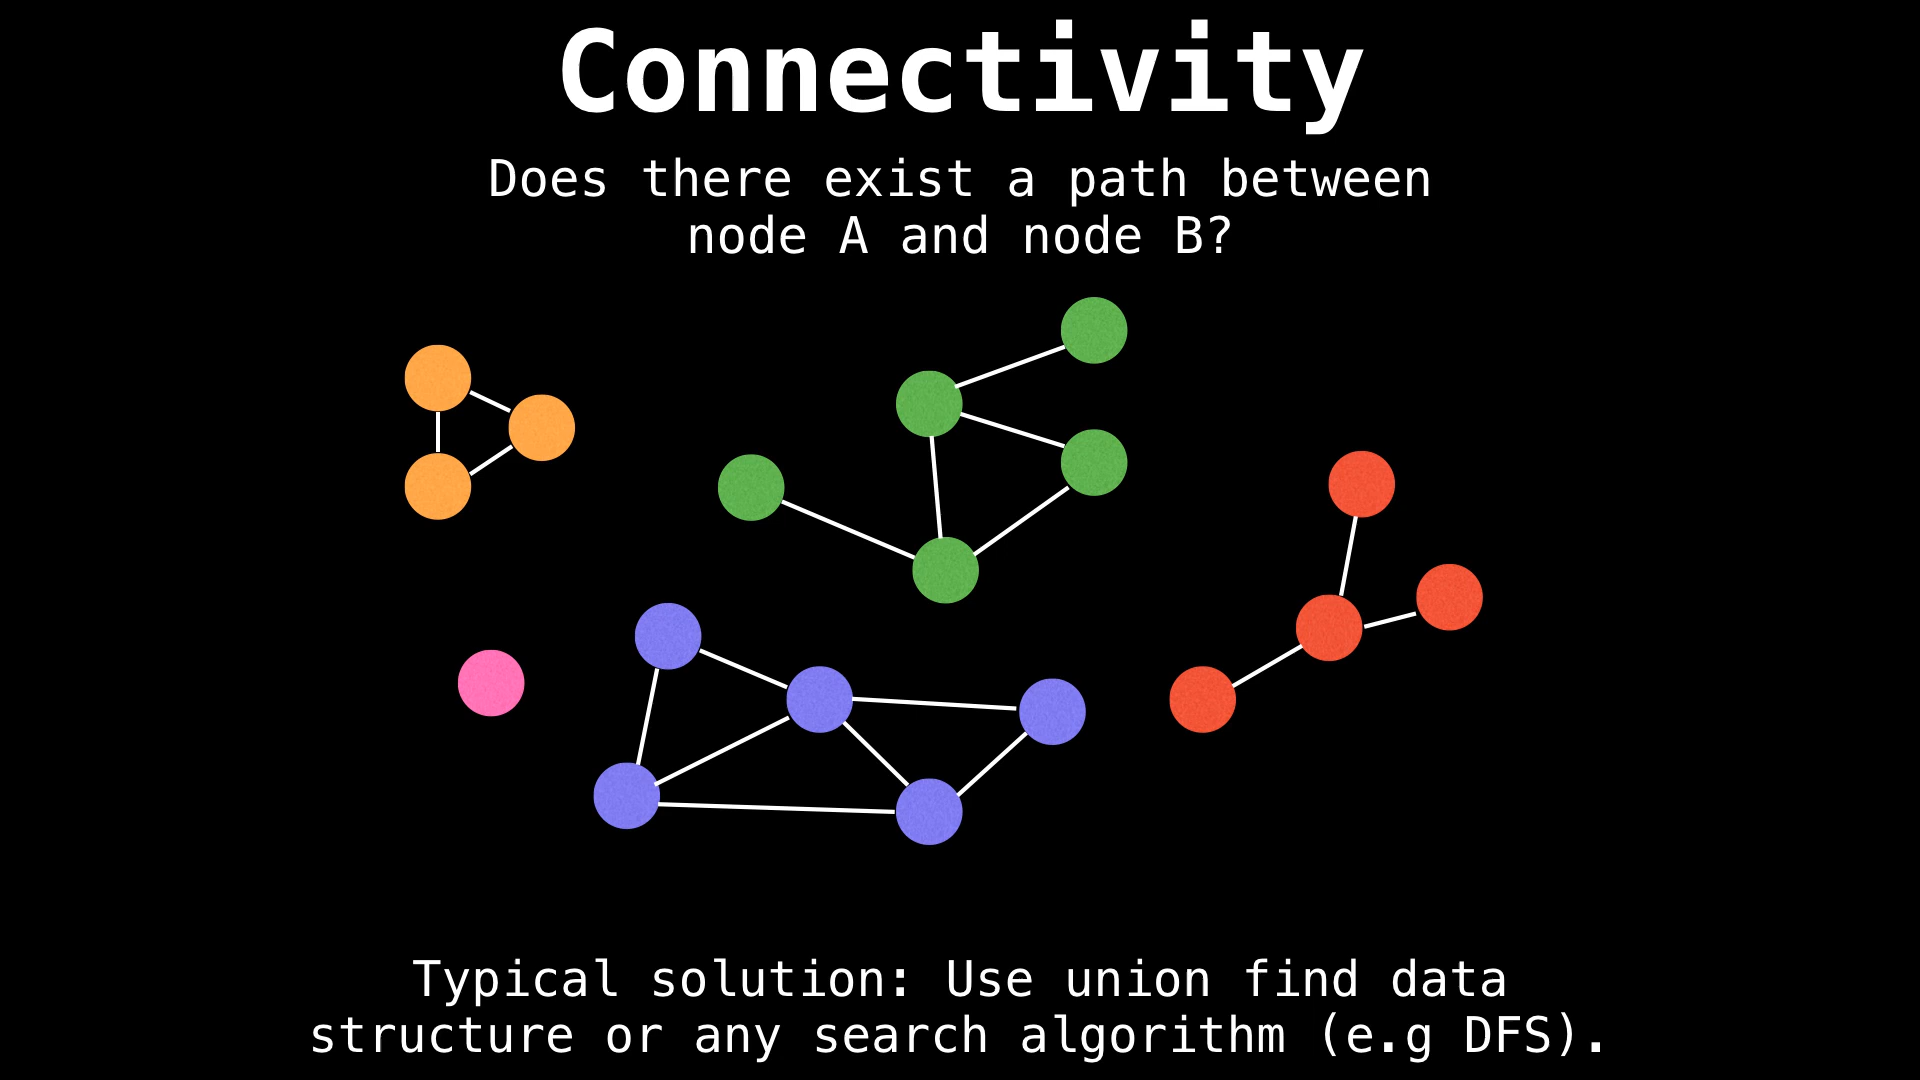 Connectivity
Does there exist a path between
node A and node B?
Typical solution: Use union find data
structure or any search algorithm (e.g DFS).